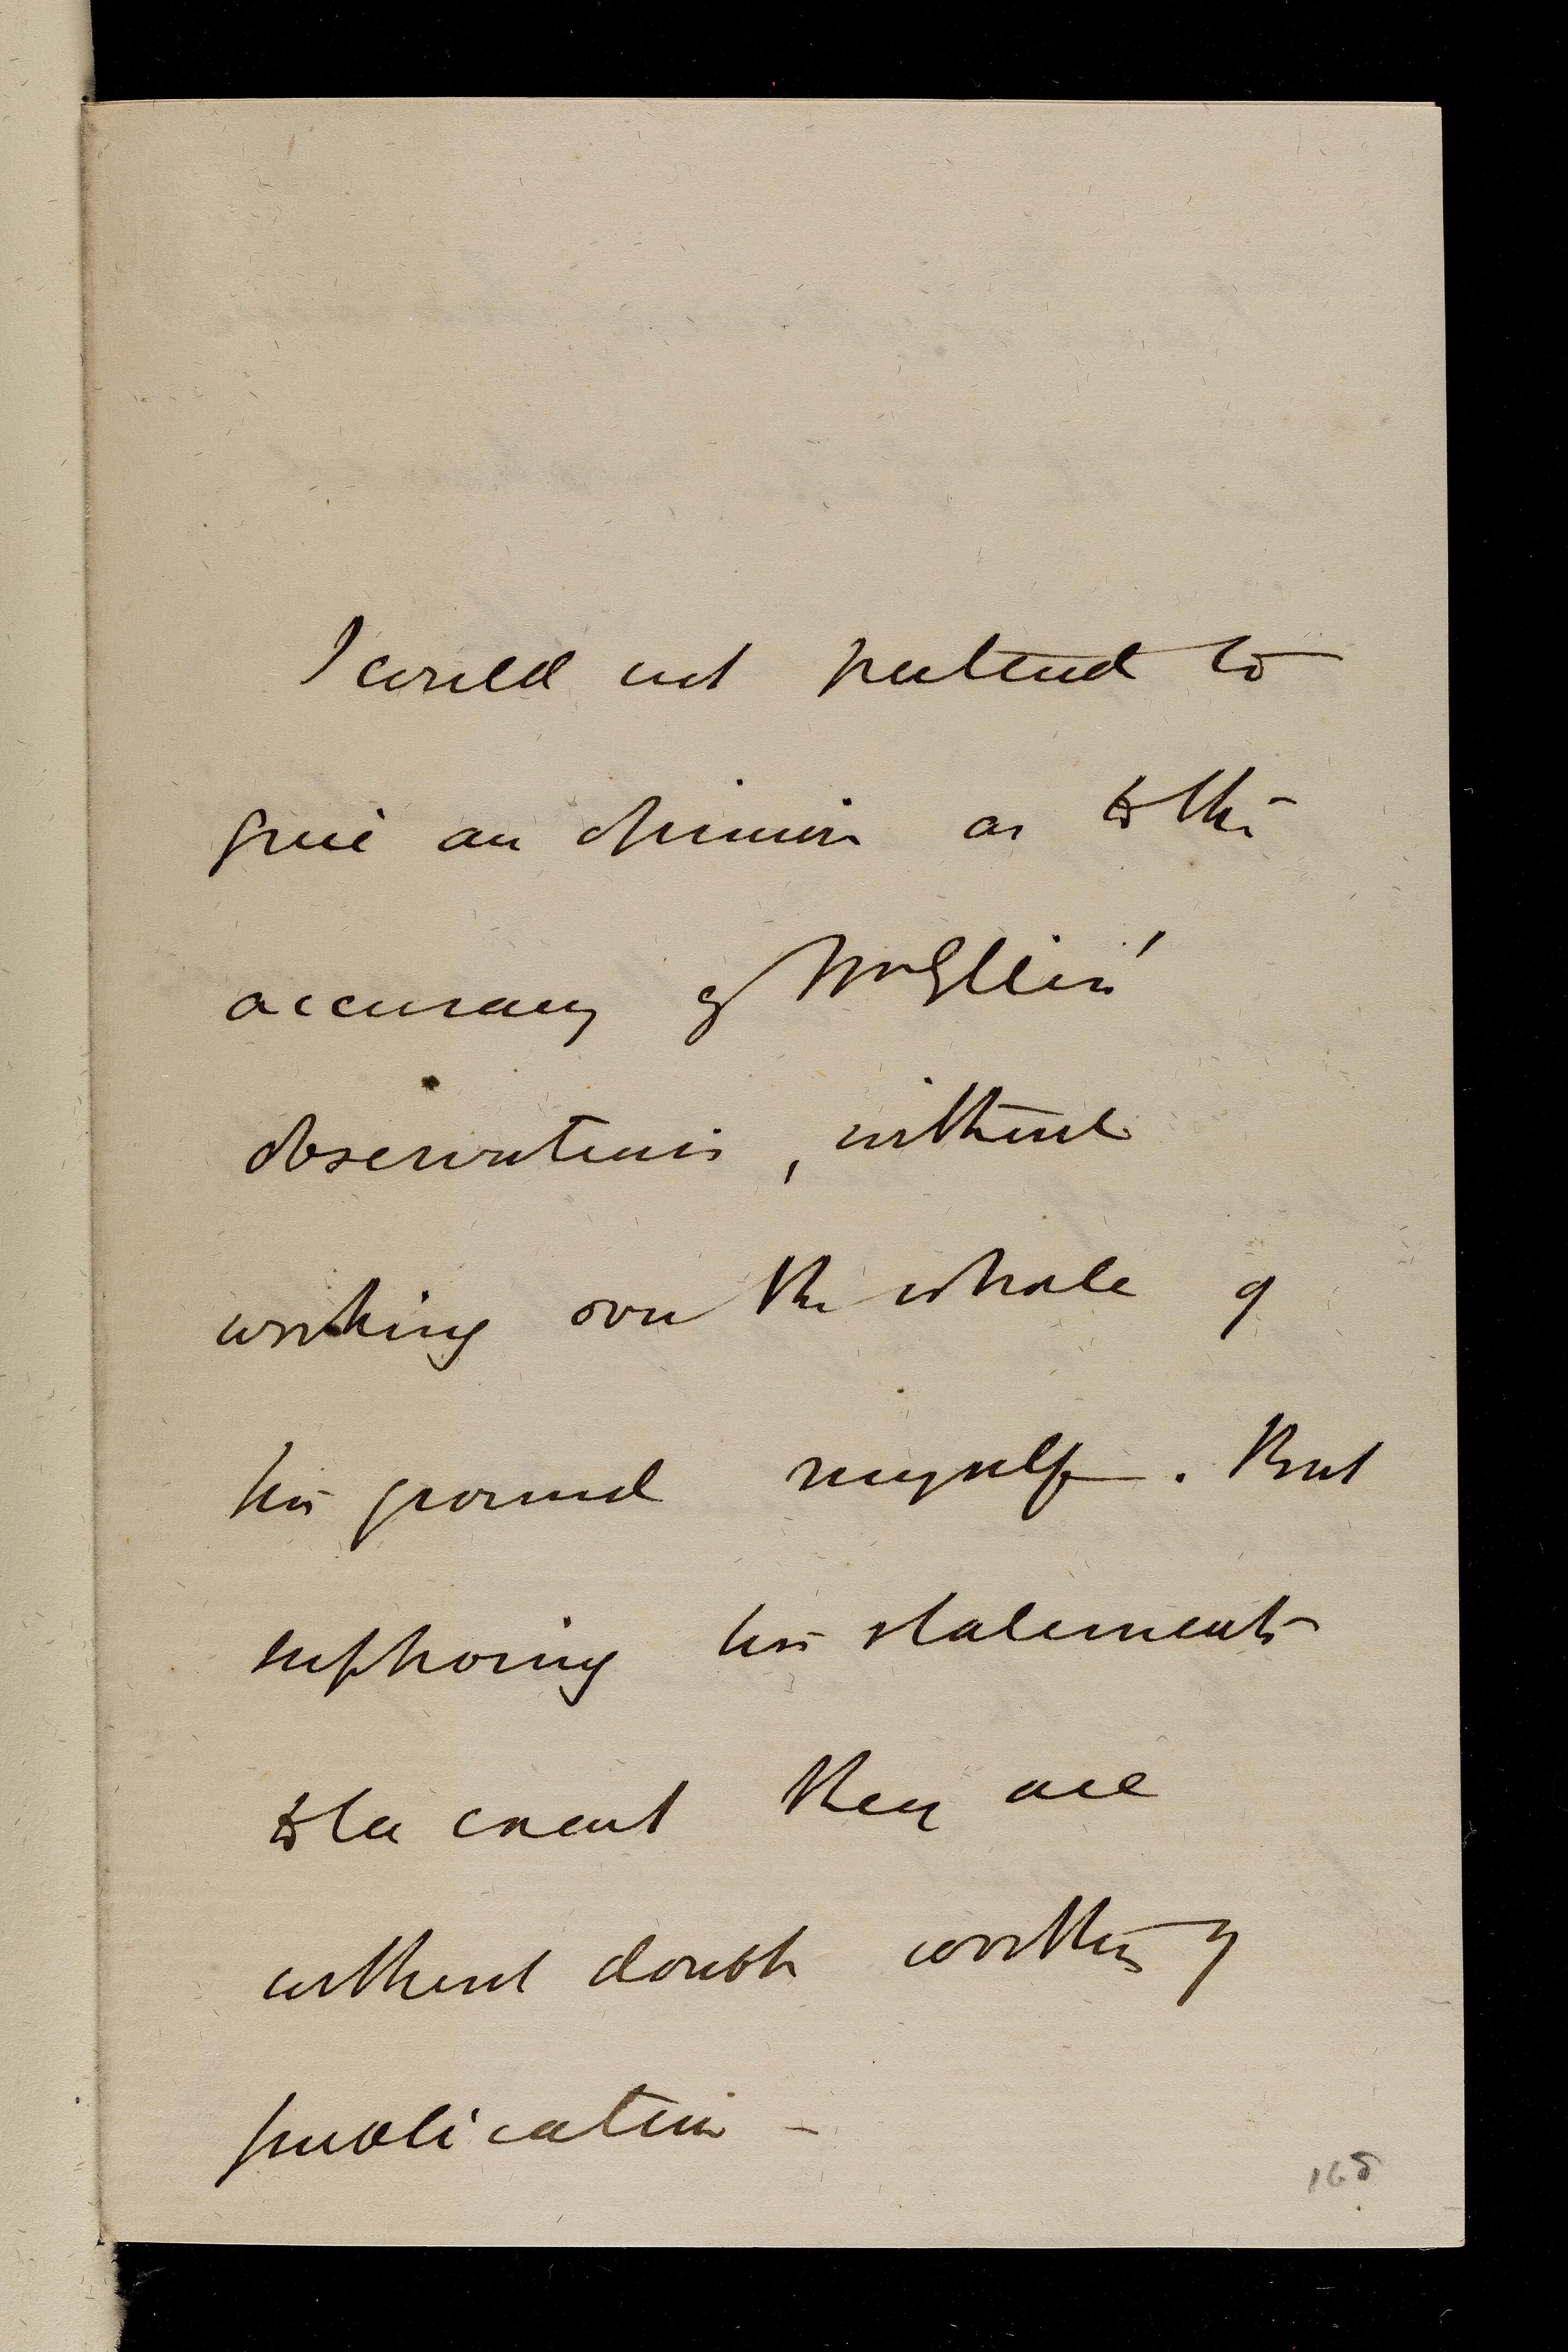 I could not pretend to
give an opinion as to the
accuracy of Mr
observations, without
working over the whole of
his ground myself. But
supposing his statements
to be exact they are
without doubt worthy of
publication -
165